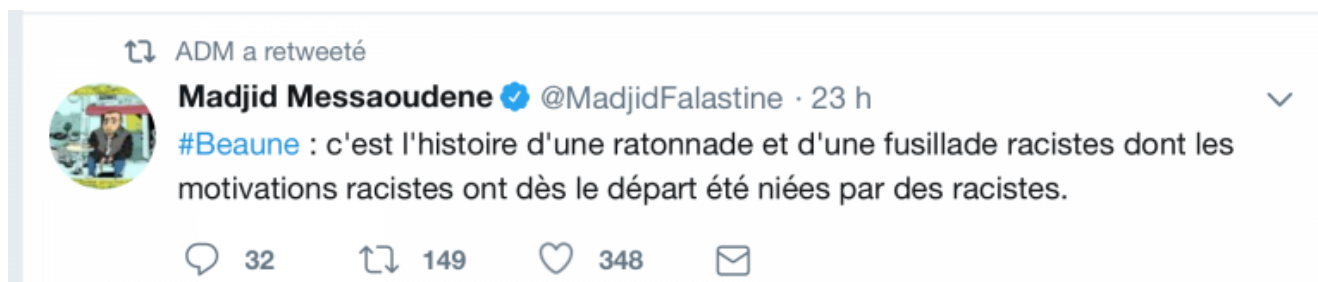 ADM a retweeté
Madjid Messaoudene @MadjidFalastine · 23 h
#Beaune : c'est l'histoire d'une ratonnade et d'une fusillade racistes dont les
motivations racistes ont dès le départ été niées par des racistes.
32 149 348